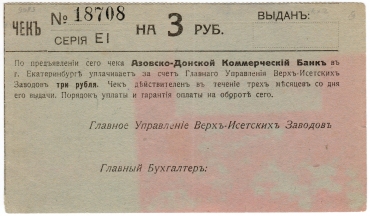 ЧЕКЪ
№ 18708
СЕРІЯ ЕІ
НА 3 РУБ.
ВЫДАНЪ:
По предъявленіи сего чека Азовско-Донской Коммерческій Банкъ въ
г. Екатеринбургѣ уплачиваетъ за счетъ Главнаго Управленія Верхъ-Исетскихъ
Заводовъ три рубля. Чекъ дѣйствителенъ въ теченіе трехъ мѣсяцевъ со дня
его выдачи. Порядокъ уплаты и гарантія оплаты на оборотѣ сего.
Главное Управленіе Верхъ-Исетскихъ Заводовъ
Главный Бухгалтеръ: